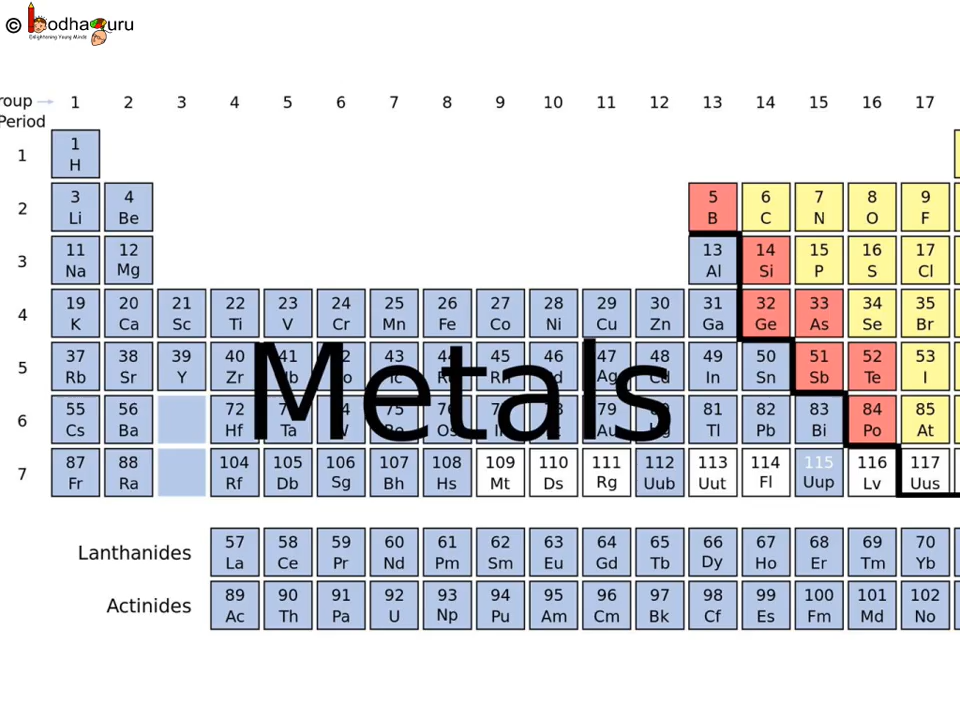 © BodhaGuru
Enlightening Young Minds
roup → 1 2 3 4 5 6 7 8 9 10 11 12 13 14 15 16 17
Period
1
1
H
2
3 4 5 6 7 8 9
Li Be B C N O F
3
11 12 13 14 15 16 17
Na Mg Al Si P S Cl
4
19 20 21 22 23 24 25 26 27 28 29 30 31 32 33 34 35
K Ca Sc Ti V Cr Mn Fe Co Ni Cu Zn Ga Ge As Se Br
Metals
5
37 38 39 40 41 43 44 45 46 47 48 49 50 51 52 53
Rb Sr Y Zr Ag Cd In Sn Sb Te I
6
55 56 72 75 79 81 82 83 84 85
Cs Ba Hf Ta W Re Os Au Hg Tl Pb Bi Po At
7
87 88 104 105 106 107 108 109 110 111 112 113 114 115 116 117
Fr Ra Rf Db Sg Bh Hs Mt Ds Rg Uub Uut Fl Uup Lv Uus
Lanthanides
57 58 59 60 61 62 63 64 65 66 67 68 69 70
La Ce Pr Nd Pm Sm Eu Gd Tb Dy Ho Er Tm Yb
Actinides
89 90 91 92 93 94 95 96 97 98 99 100 101 102
Ac Th Pa U Np Pu Am Cm Bk Cf Es Fm Md No